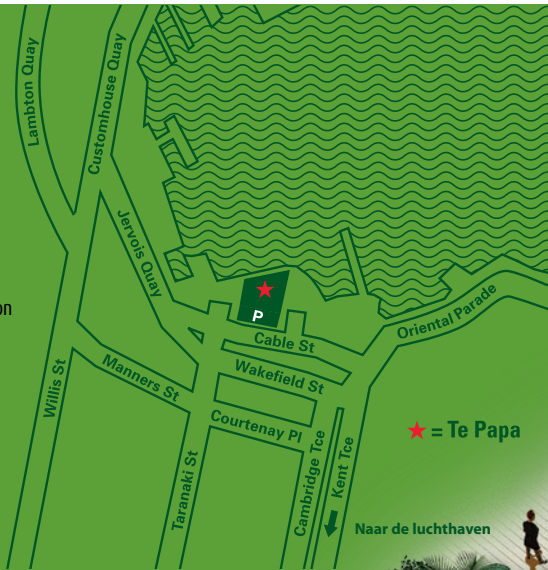 Lambton Quay
Customhouse Quay
Jervois Quay
on
P
Cable St
Oriental Parade
Wakefield St
Manners St
Willis St
Courtenay Pl
= Te Papa
Taranaki St
Cambridge Tce
Kent Tce
Naar de luchthaven